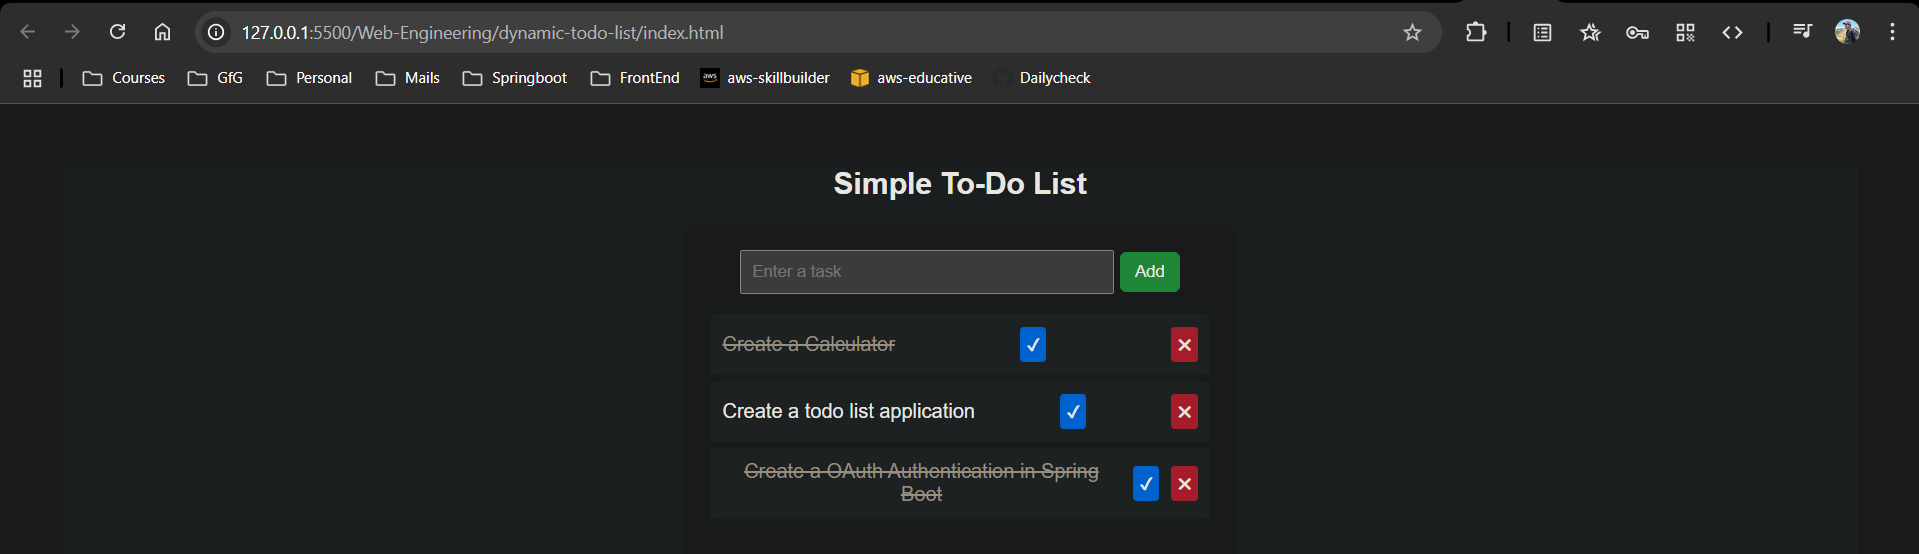 127.0.0.1:5500/Web-Engineering/dynamic-todo-list/index.html
Courses GfG Personal Mails Springboot FrontEnd aws aws-skillbuilder aws-educative Dailycheck
Simple To-Do List
Enter a task Add
Create a Calculator ✓ ✕
Create a todo list application ✓ ✕
Create a OAuth Authentication in Spring
Boot ✓ ✕